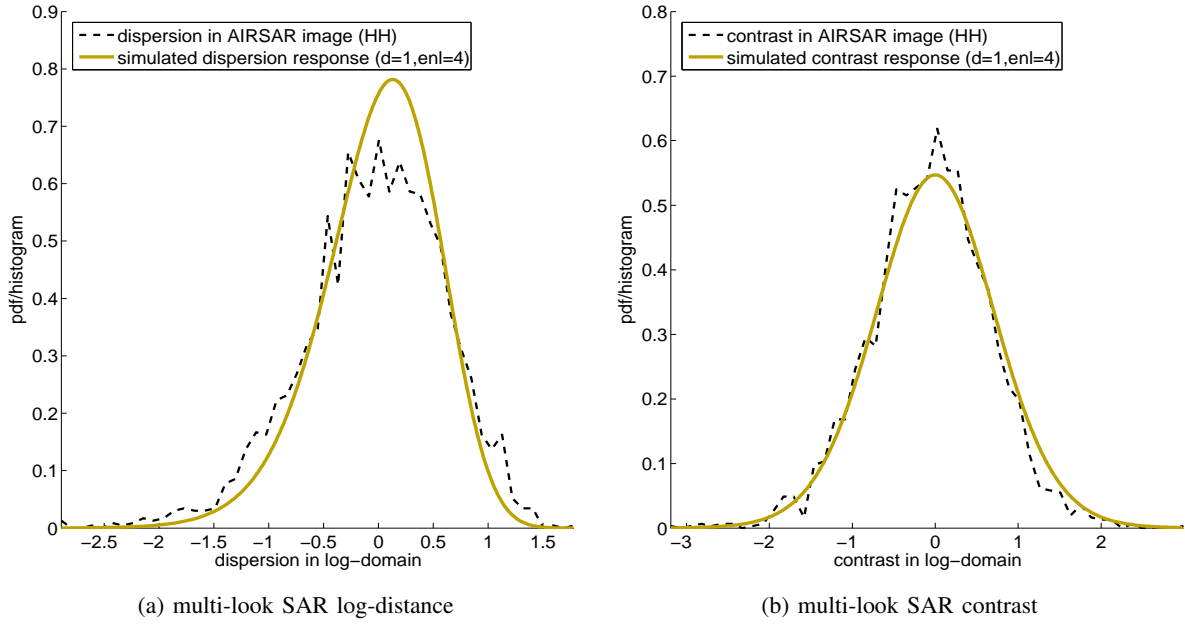 0.9
0.8
0.7
0.6
0.5
0.4
0.3
0.2
0.1
0
pdf/histogram
dispersion in AIRSAR image (HH)
simulated dispersion response (d=1,enl=4)
−2.5 −2 −1.5 −1 −0.5 0 0.5 1 1.5
dispersion in log−domain
(a) multi-look SAR log-distance
0.8
0.7
0.6
0.5
0.4
0.3
0.2
0.1
0
pdf/histogram
contrast in AIRSAR image (HH)
simulated contrast response (d=1,enl=4)
−3 −2 −1 0 1 2
contrast in log−domain
(b) multi-look SAR contrast